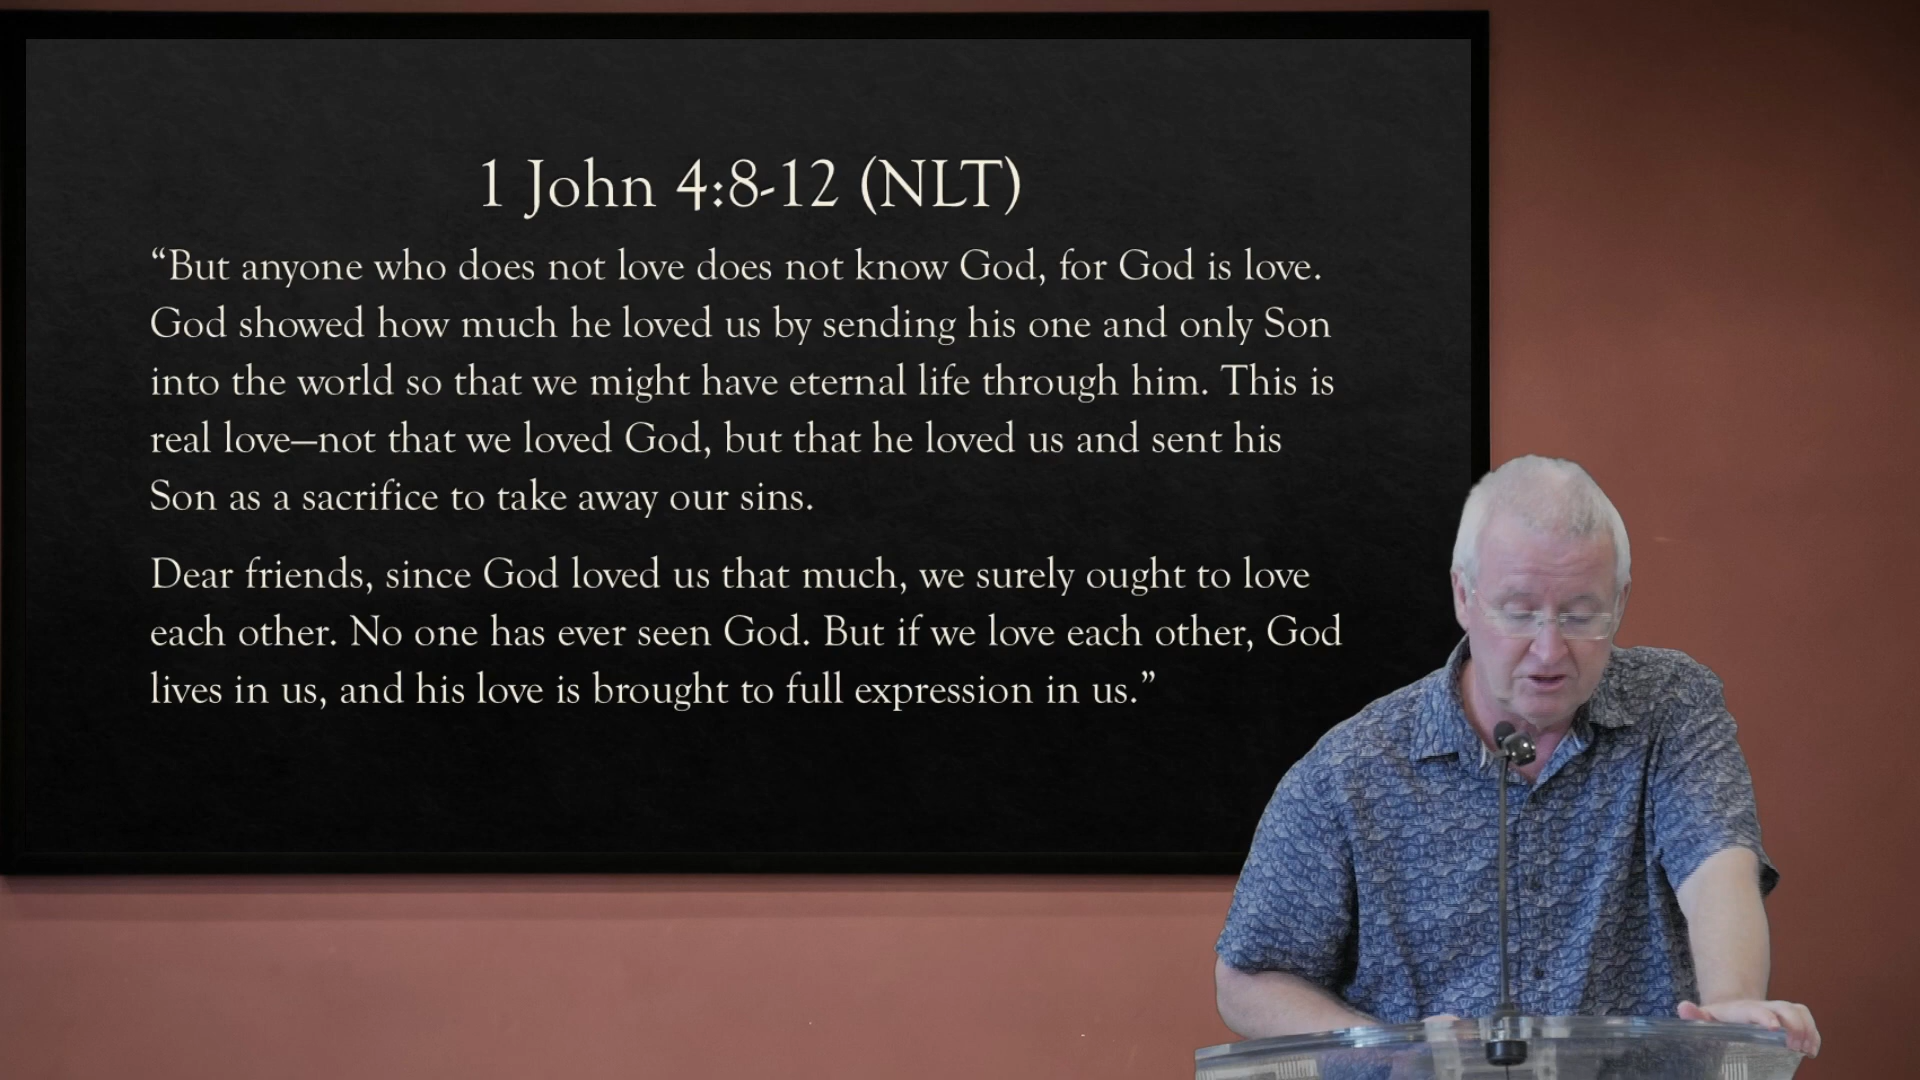 1 John 4:8-12 (NLT)
“But anyone who does not love does not know God, for God is love.
God showed how much he loved us by sending his one and only Son
into the world so that we might have eternal life through him. This is
real love—not that we loved God, but that he loved us and sent his
Son as a sacrifice to take away our sins.
Dear friends, since God loved us that much, we surely ought to love
each other. No one has ever seen God. But if we love each other, God
lives in us, and his love is brought to full expression in us.”